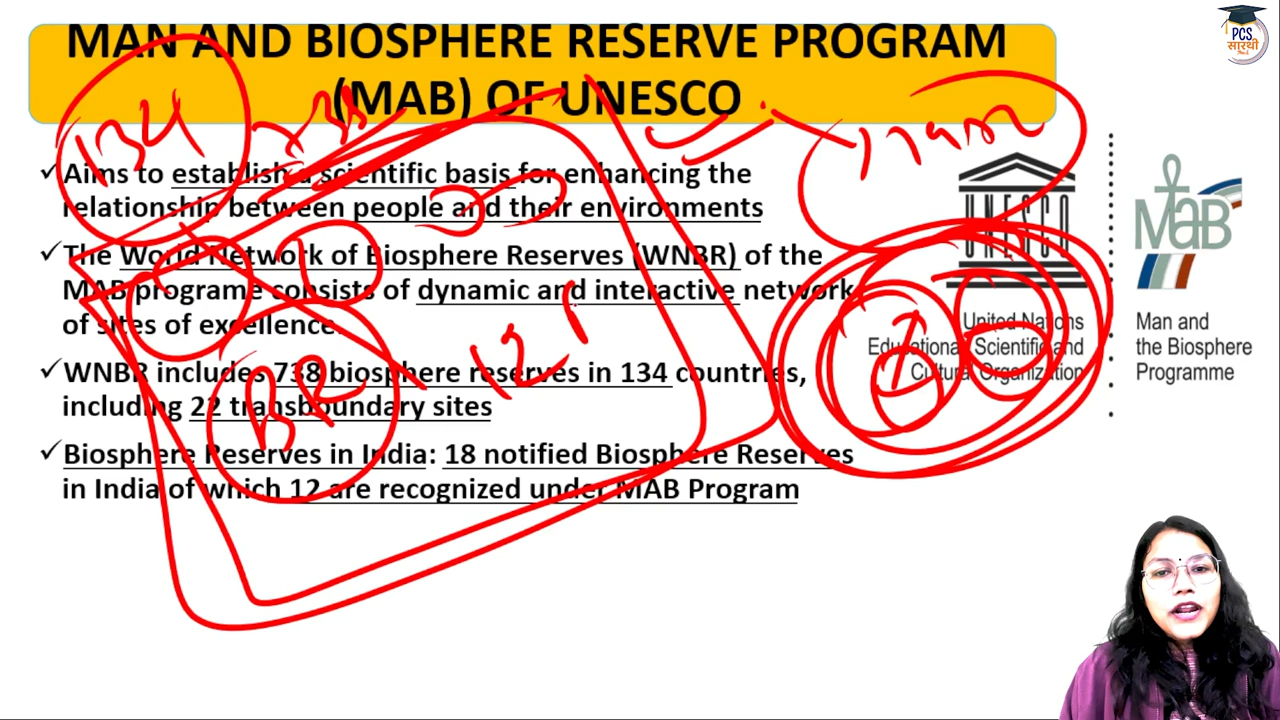 MAN AND BIOSPHERE RESERVE PROGRAM
(MAB) OF UNESCO
PCS
सारथी
134
✓Aims to establish a scientific basis for enhancing the
relationship between people and their environments
✓The World Network of Biosphere Reserves (WNBR) of the
MAB programe consists of dynamic and interactive network
of sites of excellence.
✓WNBR includes 738 biosphere reserves in 134 countries,
including 22 transboundary sites
✓Biosphere Reserves in India: 18 notified Biosphere Reserves
in India of which 12 are recognized under MAB Program
BR
UNESCO
United Nations
Educational, Scientific and
Cultural Organization
MaB
Man and
the Biosphere
Programme